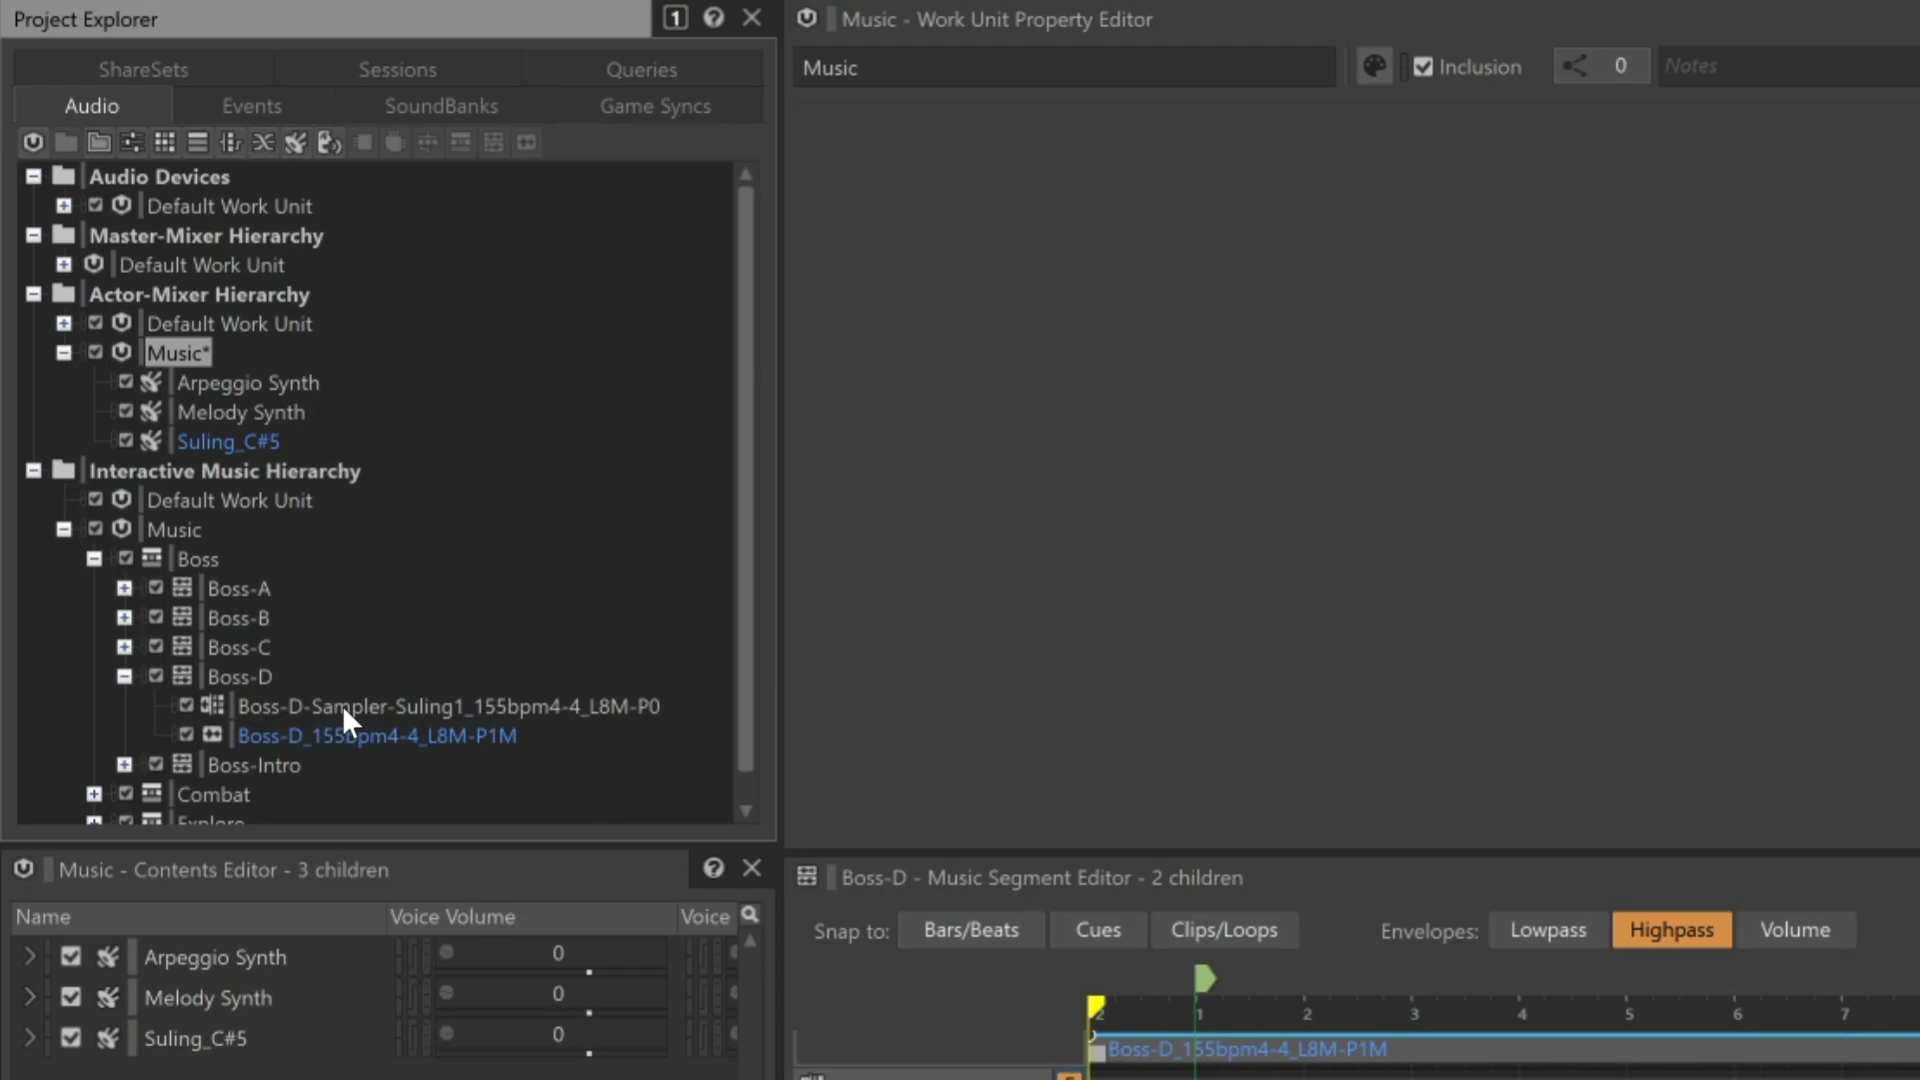 Project Explorer
1
ShareSets Sessions Queries
Audio Events SoundBanks Game Syncs
Audio Devices
Default Work Unit
Master-Mixer Hierarchy
Default Work Unit
Actor-Mixer Hierarchy
Default Work Unit
Music*
Arpeggio Synth
Melody Synth
Suling_C#5
Interactive Music Hierarchy
Default Work Unit
Music
Boss
Boss-A
Boss-B
Boss-C
Boss-D
Boss-D-Sampler-Suling1_155bpm4-4_L8M-P0
Boss-D_155bpm4-4_L8M-P1M
Boss-Intro
Combat
Explore
Music - Contents Editor - 3 children
Name Voice Volume Voice
Arpeggio Synth 0
Melody Synth 0
Suling_C#5 0
Music - Work Unit Property Editor
Music Inclusion 0 Notes
Boss-D - Music Segment Editor - 2 children
Snap to: Bars/Beats Cues Clips/Loops Envelopes: Lowpass Highpass Volume
1 2 3 4 5 6 7
Boss-D_155bpm4-4_L8M-P1M